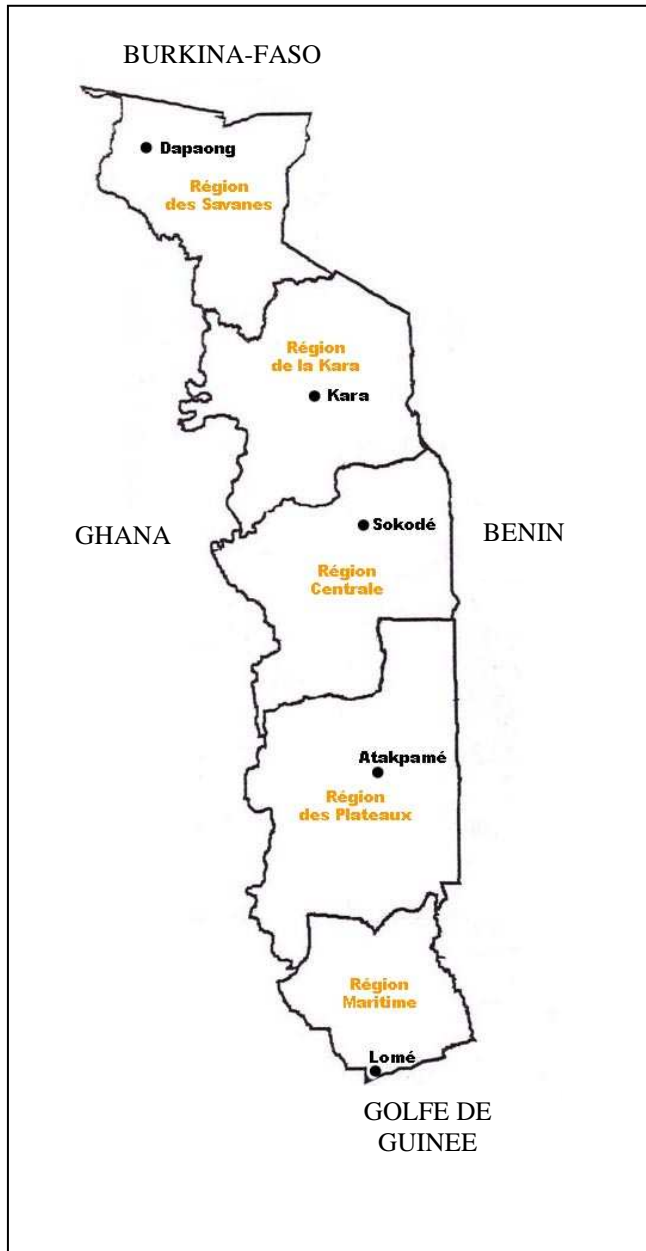 BURKINA-FASO
Dapaong
Région
des Savanes
Région
de la Kara
Kara
GHANA
Sokodé
BENIN
Région
Centrale
Atakpamé
Région
des Plateaux
Région
Maritime
Lomé
GOLFE DE
GUINEE